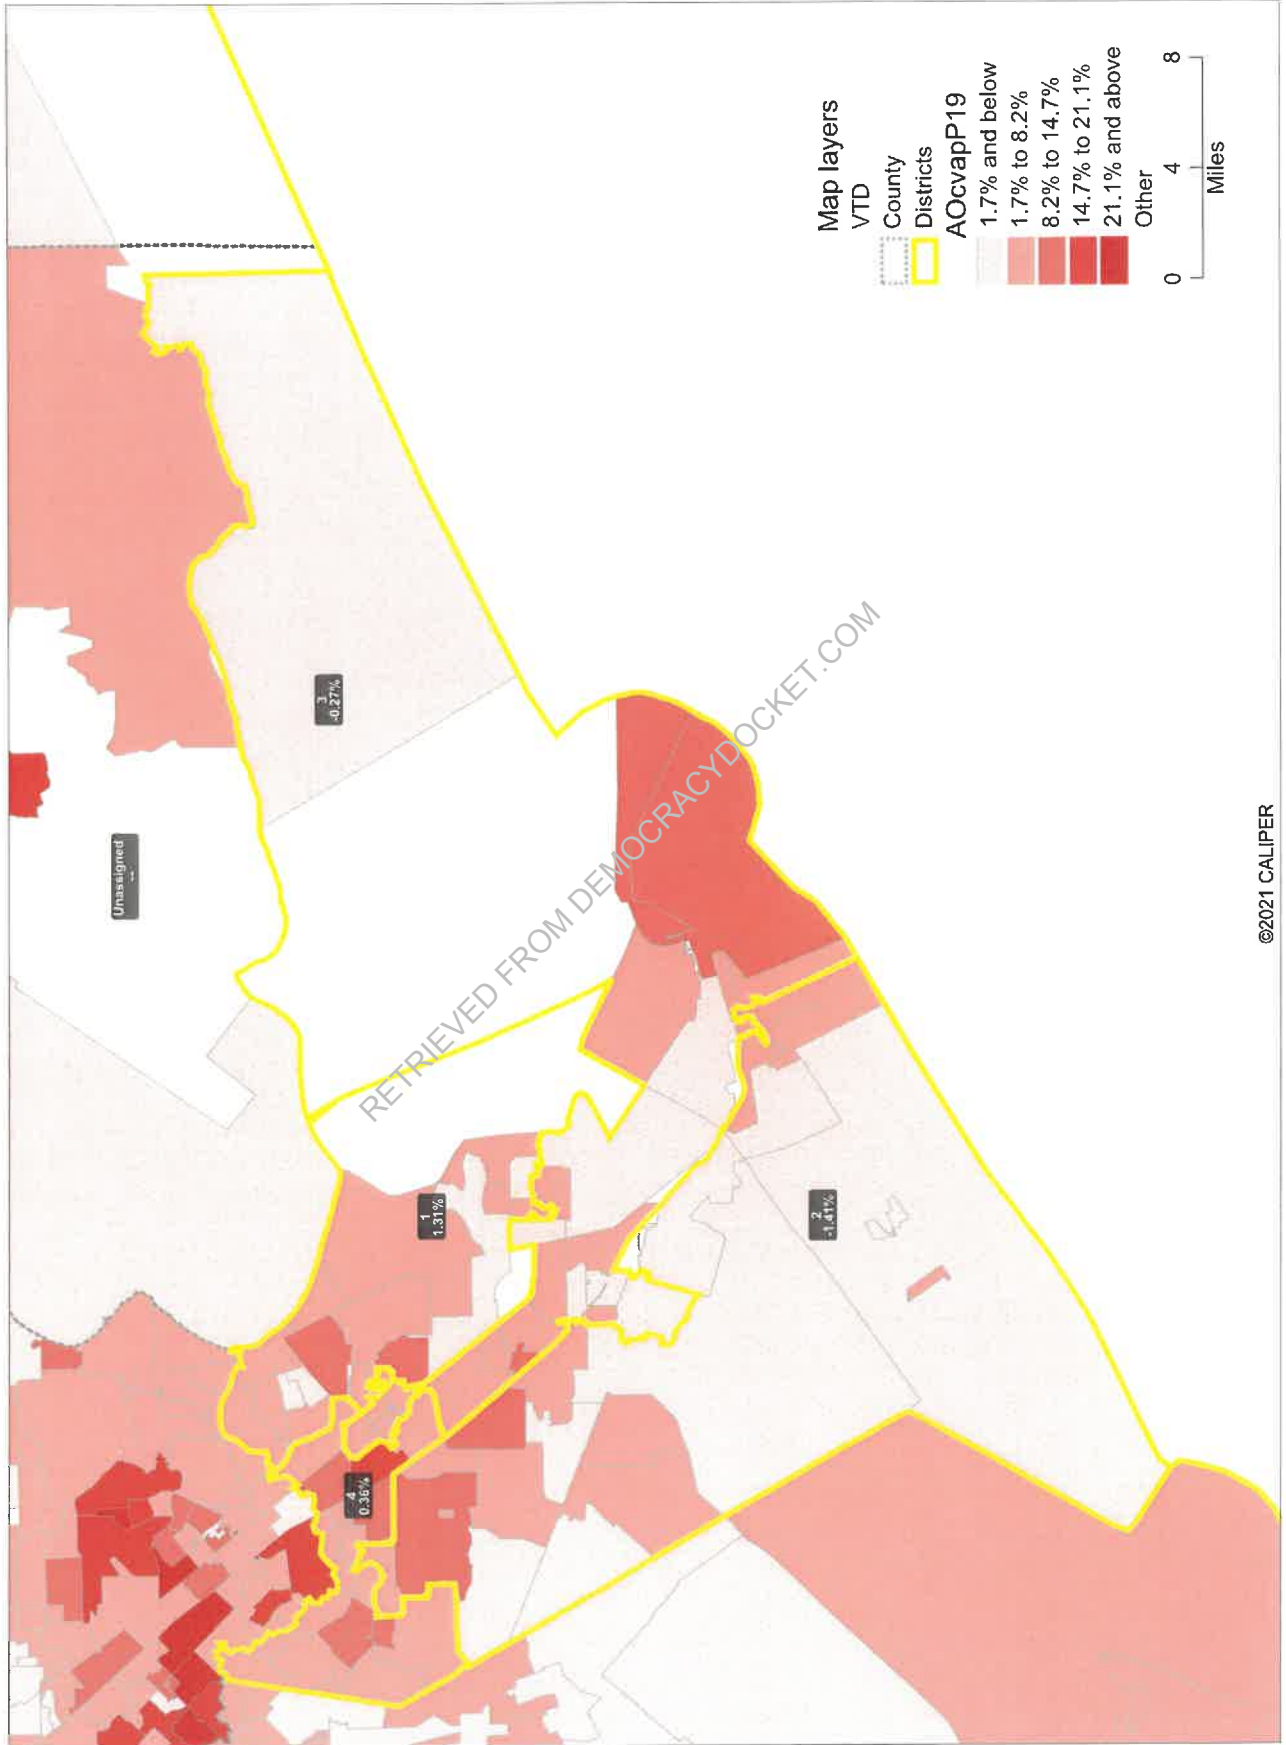 Unassigned
--
3
-0.27%
1
1.31%
4
0.36%
2
-1.41%
Map layers
VTD
County
Districts
AOcvapP19
1.7% and below
1.7% to 8.2%
8.2% to 14.7%
14.7% to 21.1%
21.1% and above
Other
0 4 8
Miles
RETRIEVED FROM DEMOCRACYDOCKET.COM
©2021 CALIPER